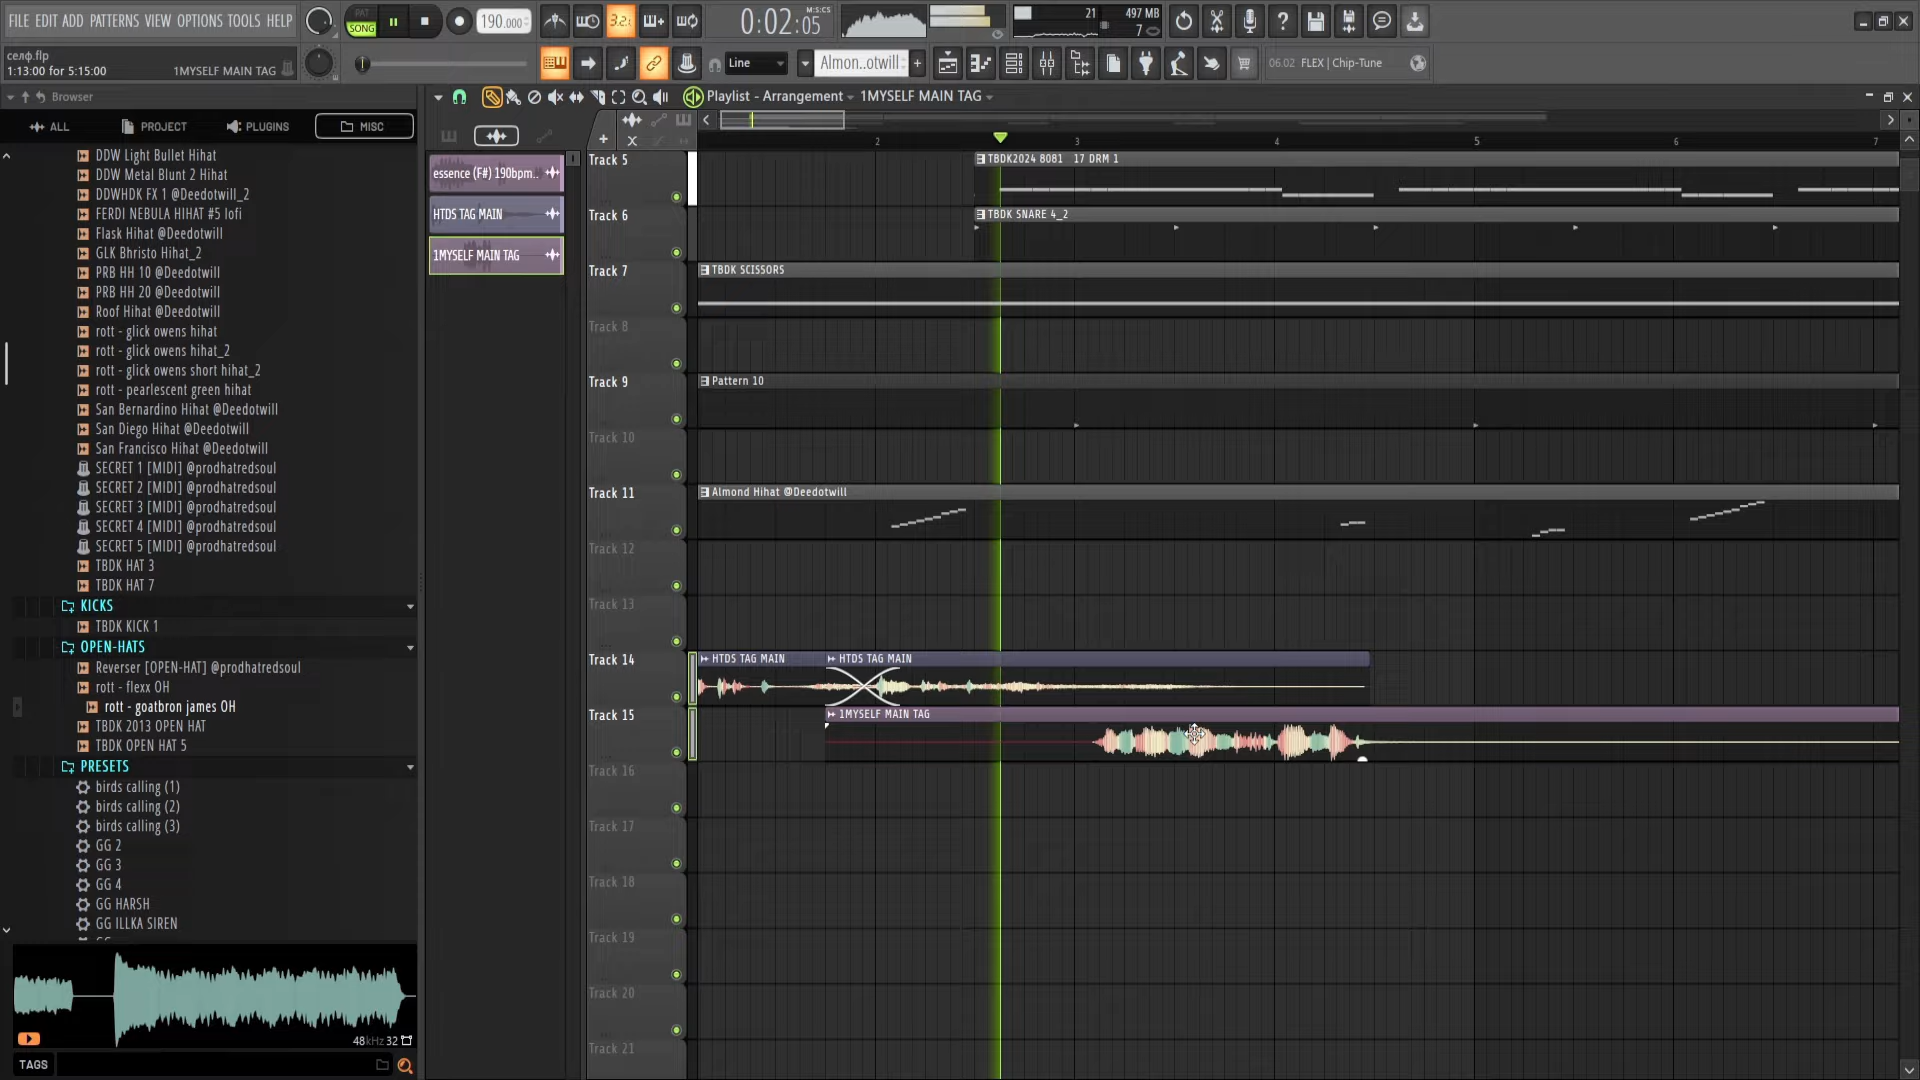 FILE EDIT ADD PATTERNS VIEW OPTIONS TOOLS HELP
PAT
SONG
190.000
3.2.
0:02:05
M:S:CS
21
497 MB
7
селф.flp
1:13:00 for 5:15:00
1MYSELF MAIN TAG
Line
Almon..otwill
06.02 FLEX | Chip-Tune
Browser
ALL
PROJECT
PLUGINS
MISC
DDW Light Bullet Hihat
DDW Metal Blunt 2 Hihat
DDWHDK FX 1 @Deedotwill_2
FERDI NEBULA HIHAT #5 lofi
Flask Hihat @Deedotwill
GLK Bhristo Hihat_2
PRB HH 10 @Deedotwill
PRB HH 20 @Deedotwill
Roof Hihat @Deedotwill
rott - glick owens hihat
rott - glick owens hihat_2
rott - glick owens short hihat_2
rott - pearlescent green hihat
San Bernardino Hihat @Deedotwill
San Diego Hihat @Deedotwill
San Francisco Hihat @Deedotwill
SECRET 1 [MIDI] @prodhatredsoul
SECRET 2 [MIDI] @prodhatredsoul
SECRET 3 [MIDI] @prodhatredsoul
SECRET 4 [MIDI] @prodhatredsoul
SECRET 5 [MIDI] @prodhatredsoul
TBDK HAT 3
TBDK HAT 7
KICKS
TBDK KICK 1
OPEN-HATS
Reverser [OPEN-HAT] @prodhatredsoul
rott - flexx OH
rott - goatbron james OH
TBDK 2013 OPEN HAT
TBDK OPEN HAT 5
PRESETS
birds calling (1)
birds calling (2)
birds calling (3)
GG 2
GG 3
GG 4
GG HARSH
GG ILLKA SIREN
48kHz 32
TAGS
Playlist - Arrangement
1MYSELF MAIN TAG
essence (F#) 190bpm..
HTDS TAG MAIN
1MYSELF MAIN TAG
2
3
4
5
6
7
Track 5
TBDK2024 8081 17 DRM 1
Track 6
TBDK SNARE 4_2
Track 7
TBDK SCISSORS
Track 8
Track 9
Pattern 10
Track 10
Track 11
Almond Hihat @Deedotwill
Track 12
Track 13
Track 14
HTDS TAG MAIN
HTDS TAG MAIN
Track 15
1MYSELF MAIN TAG
Track 16
Track 17
Track 18
Track 19
Track 20
Track 21